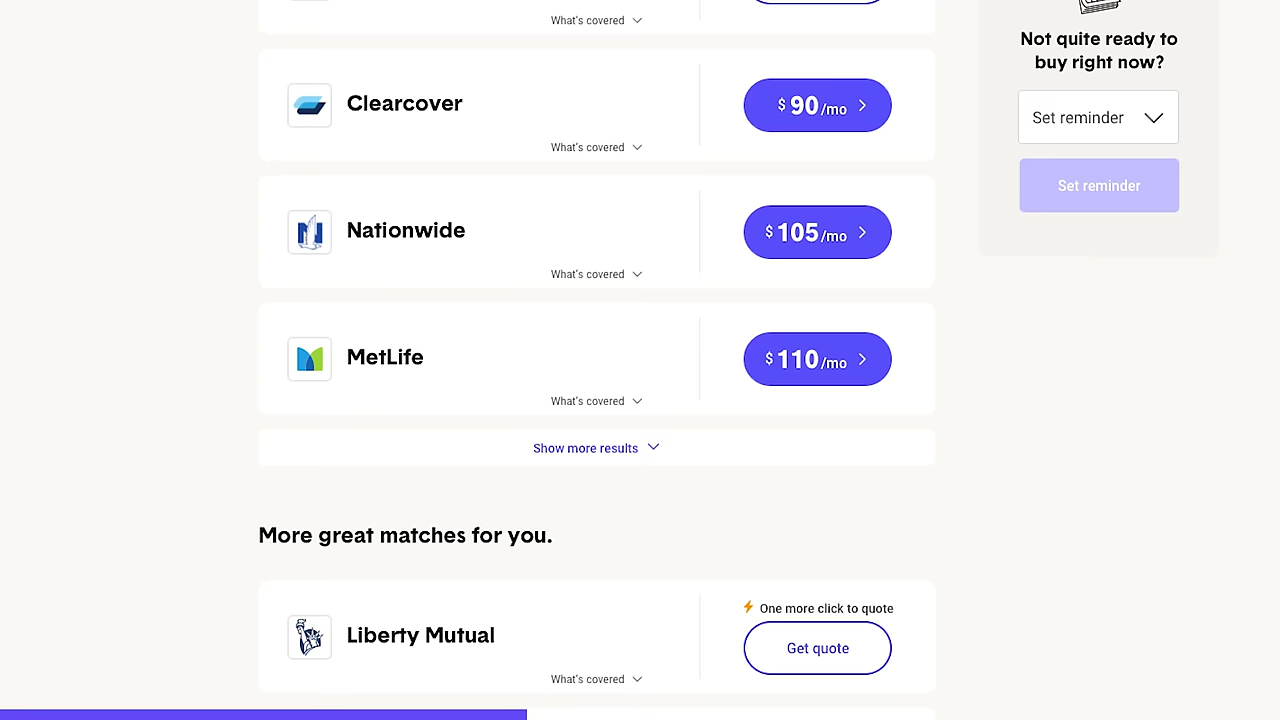 What's covered
Clearcover
$ 90/mo
What's covered
Nationwide
$ 105/mo
What's covered
MetLife
$ 110/mo
What's covered
Show more results
More great matches for you.
Liberty Mutual
One more click to quote
Get quote
What's covered
Not quite ready to
buy right now?
Set reminder
Set reminder